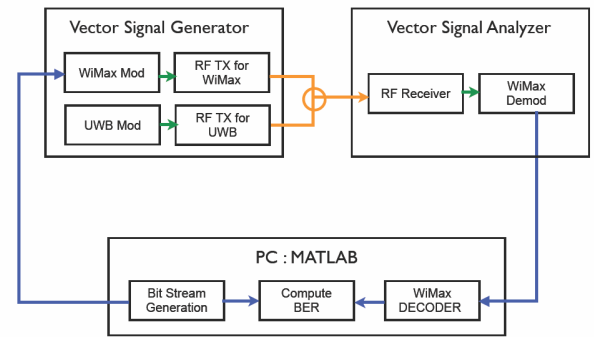 Vector Signal Generator
WiMax Mod
RF TX for
WiMax
UWB Mod
RF TX for
UWB
Vector Signal Analyzer
RF Receiver
WiMax
Demod
PC : MATLAB
Bit Stream
Generation
Compute
BER
WiMax
DECODER